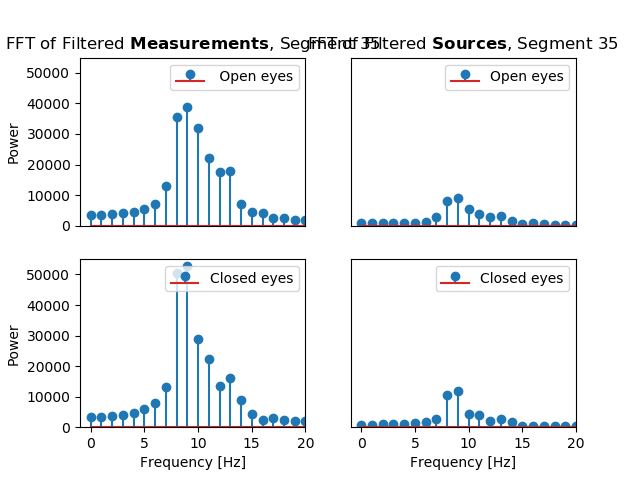 FFT of Filtered Measurements, Segment 35
FFT of Filtered Sources, Segment 35
50000
40000
30000
20000
10000
0
Power
Open eyes
Open eyes
50000
40000
30000
20000
10000
0
Power
Closed eyes
Closed eyes
0 5 10 15 20
0 5 10 15 20
Frequency [Hz]
Frequency [Hz]